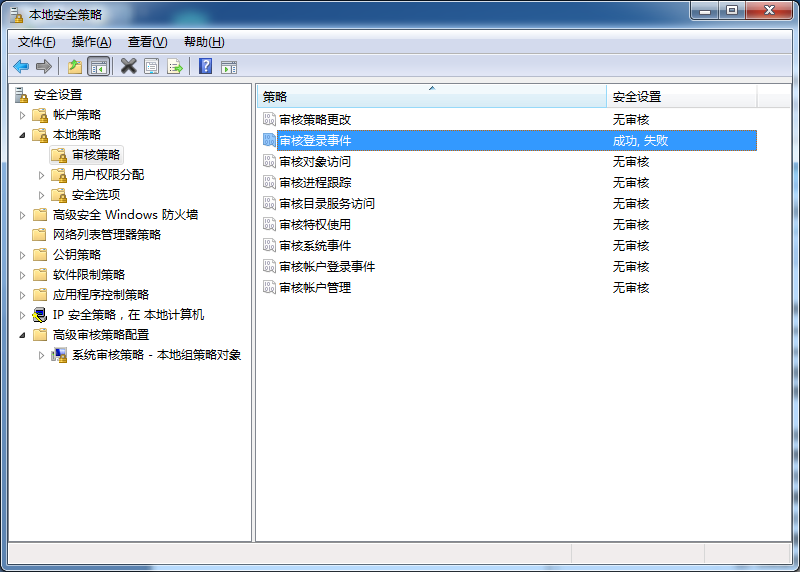 本地安全策略
文件(F) 操作(A) 查看(V) 帮助(H)
安全设置
帐户策略
本地策略
审核策略
用户权限分配
安全选项
高级安全 Windows 防火墙
网络列表管理器策略
公钥策略
软件限制策略
应用程序控制策略
IP 安全策略，在 本地计算机
高级审核策略配置
系统审核策略 - 本地组策略对象
策略 安全设置
审核策略更改 无审核
审核登录事件 成功, 失败
审核对象访问 无审核
审核进程跟踪 无审核
审核目录服务访问 无审核
审核特权使用 无审核
审核系统事件 无审核
审核帐户登录事件 无审核
审核帐户管理 无审核